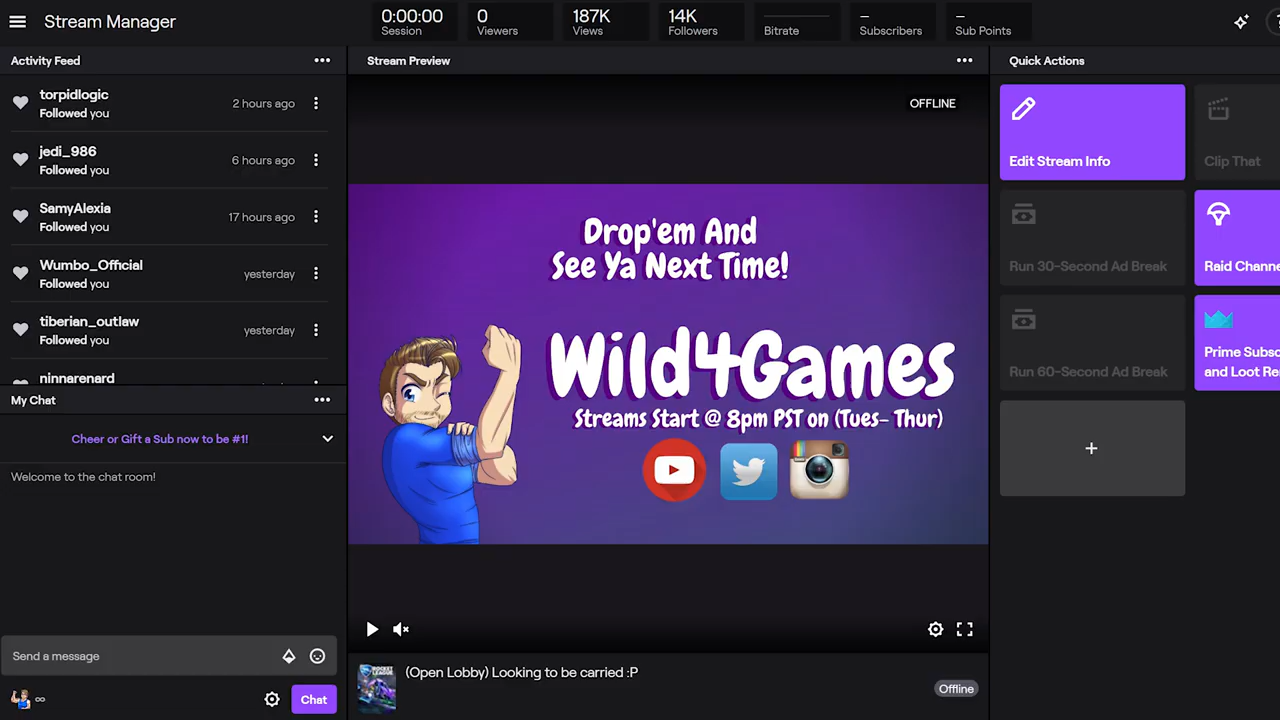 Stream Manager
0:00:00
Session
0
Viewers
187K
Views
14K
Followers
Bitrate
–
Subscribers
–
Sub Points
Activity Feed
torpidlogic
Followed you
2 hours ago
jedi_986
Followed you
6 hours ago
SamyAlexia
Followed you
17 hours ago
Wumbo_Official
Followed you
yesterday
tiberian_outlaw
Followed you
yesterday
ninnarenard
My Chat
Cheer or Gift a Sub now to be #1!
Welcome to the chat room!
Send a message
∞
Chat
Stream Preview
OFFLINE
Drop'em And
See Ya Next Time!
Wild4Games
Streams Start @ 8pm PST on (Tues- Thur)
ROCKET
LEAGUE
(Open Lobby) Looking to be carried :P
Offline
Quick Actions
Edit Stream Info
Clip That
Run 30-Second Ad Break
Raid Channe
Run 60-Second Ad Break
Prime Subsc
and Loot Re
+